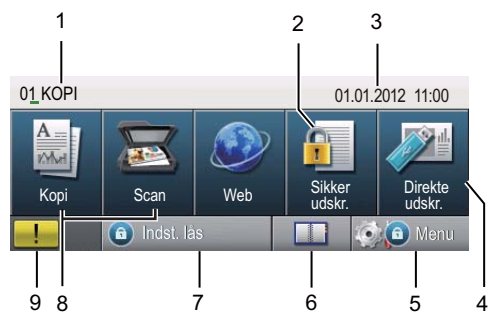 1 2 3
01 KOPI 01.01.2012 11:00
A
Kopi Scan Web Sikker udskr. Direkte udskr.
! Indst. lås Menu
9 8 7 6 5 4